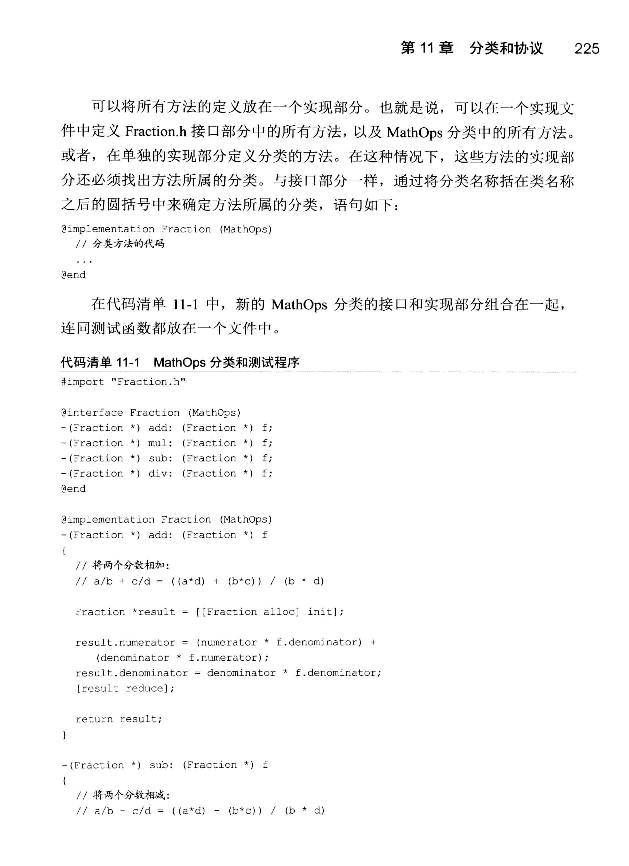 第 11 章 分类和协议 225
可以将所有方法的定义放在一个实现部分。也就是说，可以在一个实现文
件中定义 Fraction.h 接口部分中的所有方法，以及 MathOps 分类中的所有方法。
或者，在单独的实现部分定义分类的方法。在这种情况下，这些方法的实现部
分还必须找出方法所属的分类。与接口部分一样，通过将分类名称括在类名称
之后的圆括号中来确定方法所属的分类，语句如下：
@implementation Fraction (MathOps)
// 分类方法的代码
...
@end
在代码清单 11-1 中，新的 MathOps 分类的接口和实现部分组合在一起，
连同测试函数都放在一个文件中。
代码清单 11-1 MathOps 分类和测试程序
#import "Fraction.h"
@interface Fraction (MathOps)
-(Fraction *) add: (Fraction *) f;
-(Fraction *) mul: (Fraction *) f;
-(Fraction *) sub: (Fraction *) f;
-(Fraction *) div: (Fraction *) f;
@end
@implementation Fraction (MathOps)
-(Fraction *) add: (Fraction *) f
{
// 将两个分数相加：
// a/b + c/d = ((a*d) + (b*c)) / (b * d)
Fraction *result = [[Fraction alloc] init];
result.numerator = (numerator * f.denominator) +
(denominator * f.numerator);
result.denominator = denominator * f.denominator;
[result reduce];
return result;
}
-(Fraction *) sub: (Fraction *) f
{
// 将两个分数相减：
// a/b - c/d = ((a*d) - (b*c)) / (b * d)